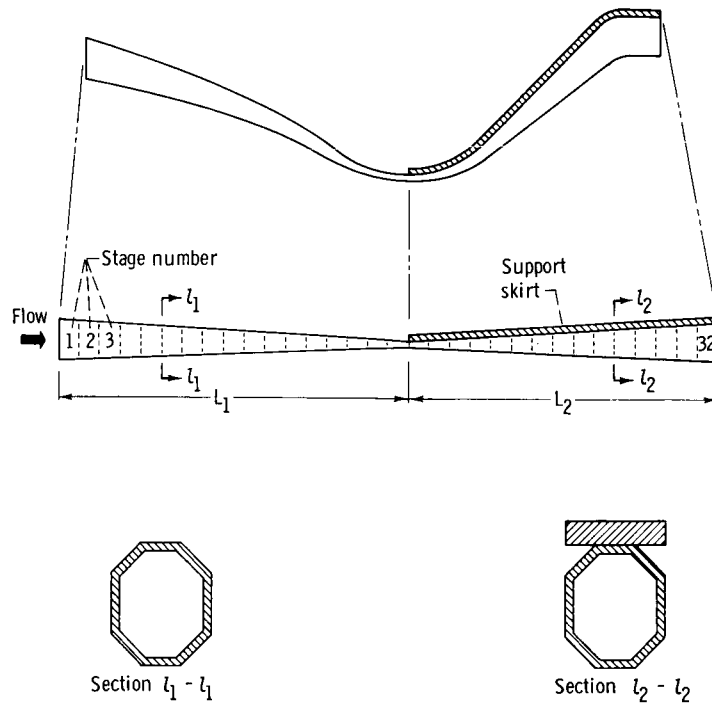 Stage number
Support
skirt
l₁
l₂
Flow
1 2 3
32
l₁
l₂
L₁
L₂
Section l₁ - l₁
Section l₂ - l₂